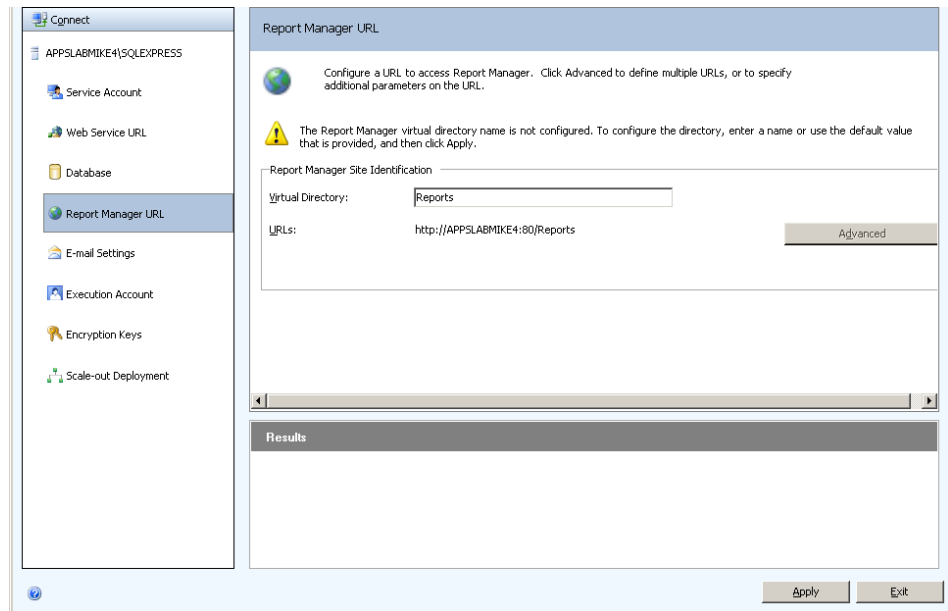 Connect
APPSLABMIKE4\SQLEXPRESS
Service Account
Web Service URL
Database
Report Manager URL
E-mail Settings
Execution Account
Encryption Keys
Scale-out Deployment
Report Manager URL
Configure a URL to access Report Manager. Click Advanced to define multiple URLs, or to specify
additional parameters on the URL.
The Report Manager virtual directory name is not configured. To configure the directory, enter a name or use the default value
that is provided, and then click Apply.
Report Manager Site Identification
Virtual Directory: Reports
URLs: http://APPSLABMIKE4:80/Reports Advanced
Results
Apply Exit